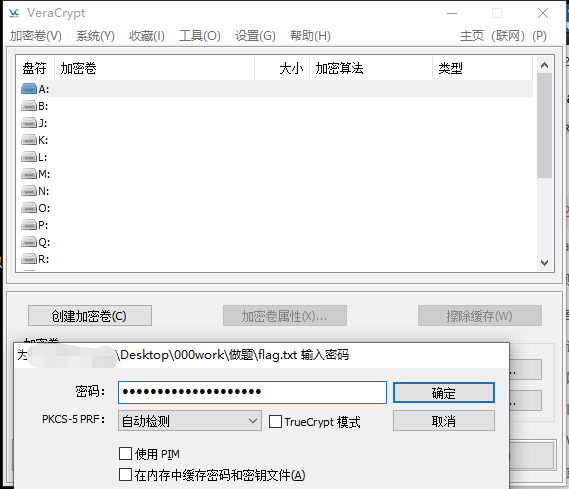 VeraCrypt
加密卷(V) 系统(Y) 收藏(I) 工具(O) 设置(G) 帮助(H) 主页（联网）(P)
盘符 加密卷 大小 加密算法 类型
A:
B:
J:
K:
L:
M:
N:
O:
P:
Q:
R:
创建加密卷(C) 加密卷属性(X)... 擦除缓存(W)
为 \Desktop\000work\做题\flag.txt 输入密码
密码： 确定
PKCS-5 PRF： 自动检测 TrueCrypt 模式 取消
使用 PIM
在内存中缓存密码和密钥文件(A)